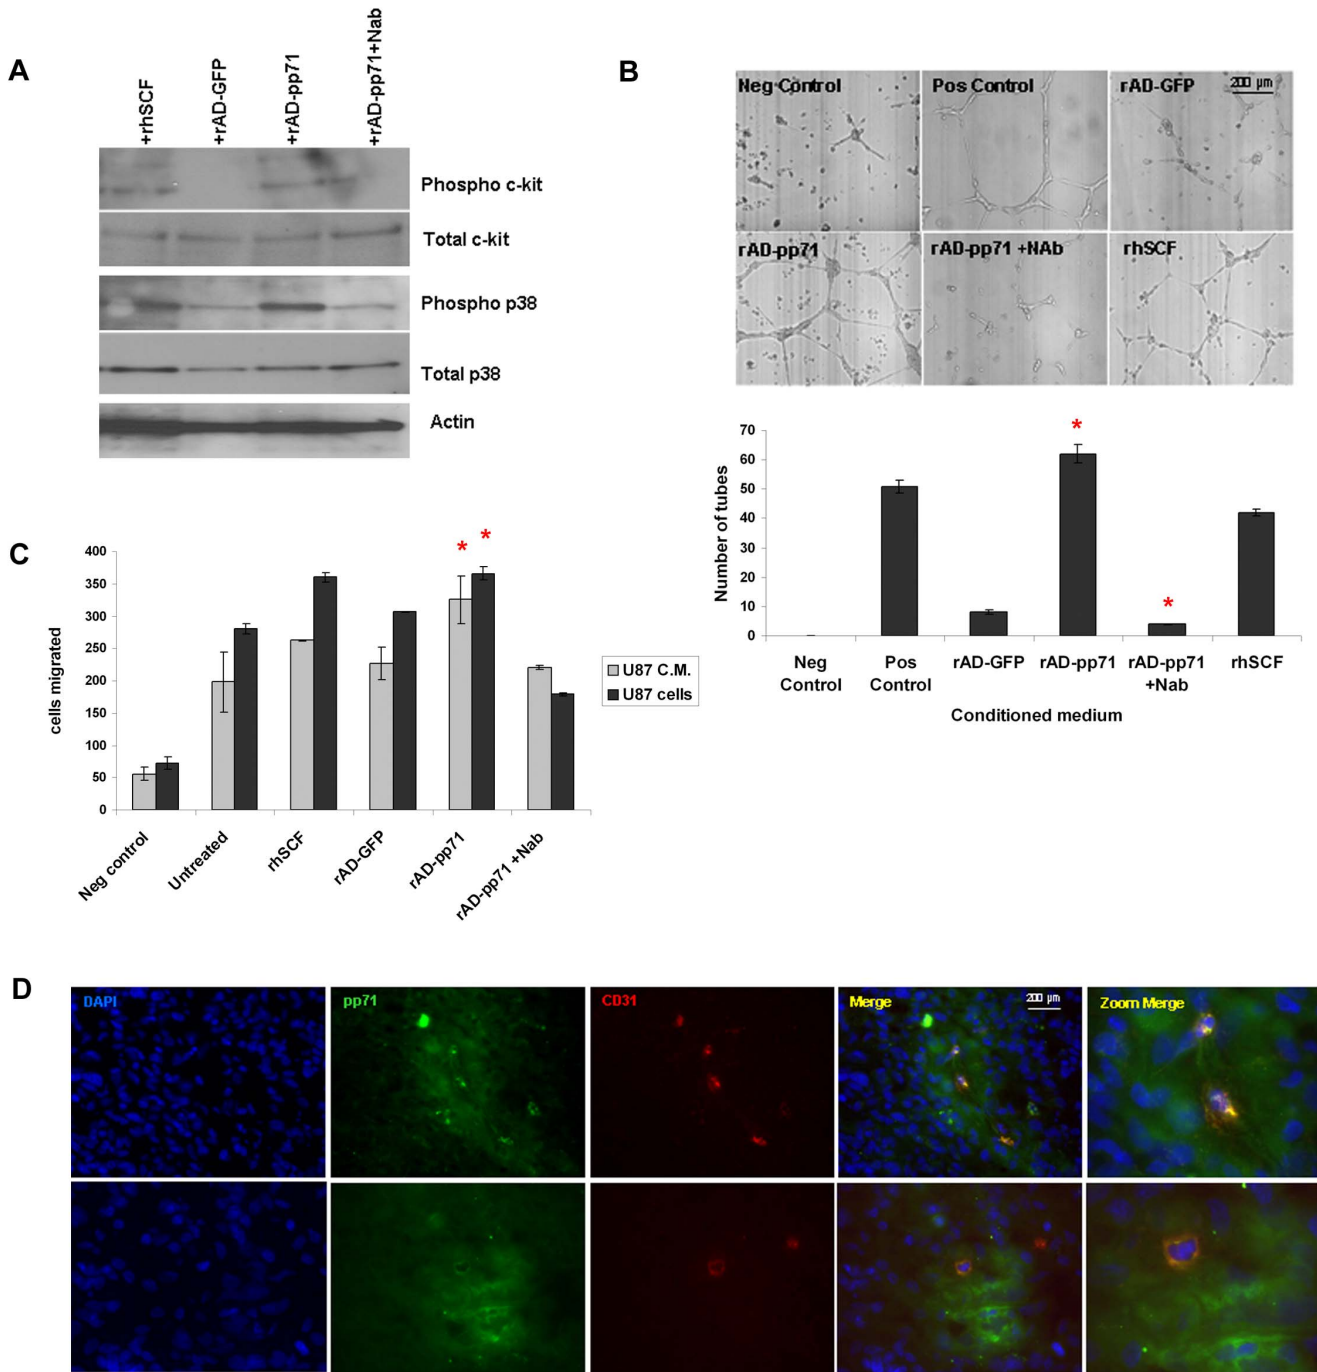 A
+rhSCF
+rAD-GFP
+rAD-pp71
+rAD-pp71+Nab
Phospho c-kit
Total c-kit
Phospho p38
Total p38
Actin
B
Neg Control
Pos Control
rAD-GFP
200 µm
rAD-pp71
rAD-pp71 +NAb
rhSCF
Number of tubes
70
60
50
40
30
20
10
0
*
*
Neg Control
Pos Control
rAD-GFP
rAD-pp71
rAD-pp71 +Nab
rhSCF
Conditioned medium
C
cells migrated
400
350
300
250
200
150
100
50
0
* *
U87 C.M.
U87 cells
Neg control
Untreated
rhSCF
rAD-GFP
rAD-pp71
rAD-pp71 +Nab
D
DAPI
pp71
CD31
Merge
200 µm
Zoom Merge